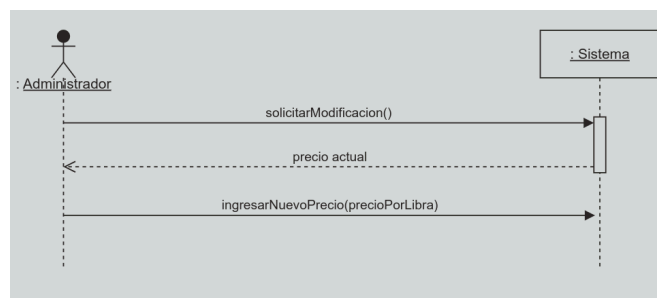 : Sistema
: Administrador
solicitarModificacion()
precio actual
ingresarNuevoPrecio(precioPorLibra)